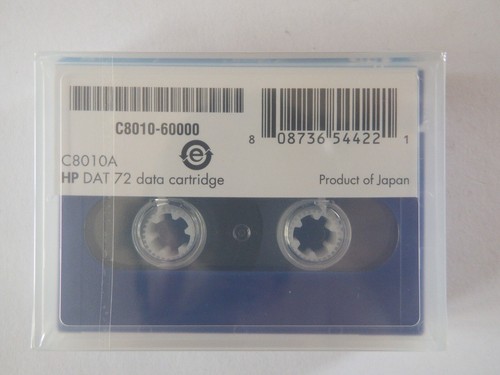 C8010-60000
8 08736 54422 1
e
C8010A
HP DAT 72 data cartridge
Product of Japan